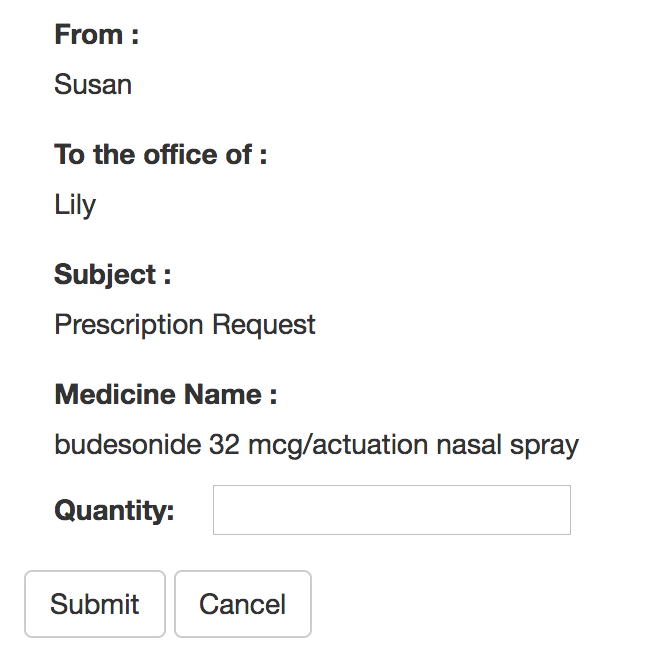 From :
Susan
To the office of :
Lily
Subject :
Prescription Request
Medicine Name :
budesonide 32 mcg/actuation nasal spray
Quantity:
Submit Cancel